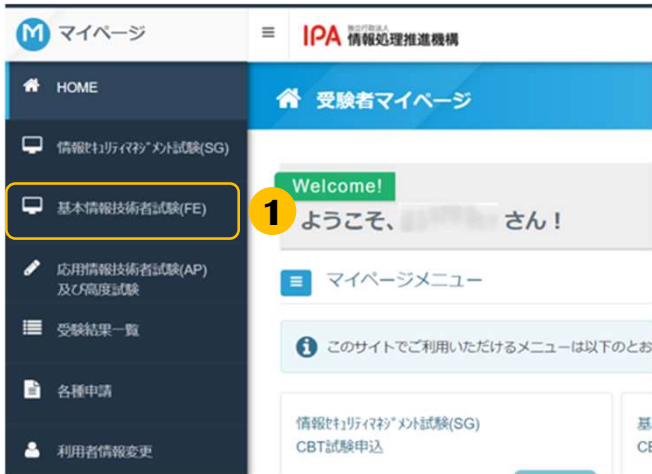 M マイページ
≡ IPA 独立行政法人 情報処理推進機構
HOME
受験者マイページ
情報ｾｷｭﾘﾃｨﾏﾈｼﾞﾒﾝﾄ試験(SG)
基本情報技術者試験(FE)
1
Welcome!
ようこそ、 さん！
応用情報技術者試験(AP)
及び高度試験
マイページメニュー
受験結果一覧
このサイトでご利用いただけるメニューは以下のとお
各種申請
情報ｾｷｭﾘﾃｨﾏﾈｼﾞﾒﾝﾄ試験(SG)
CBT試験申込
基
CB
利用者情報変更